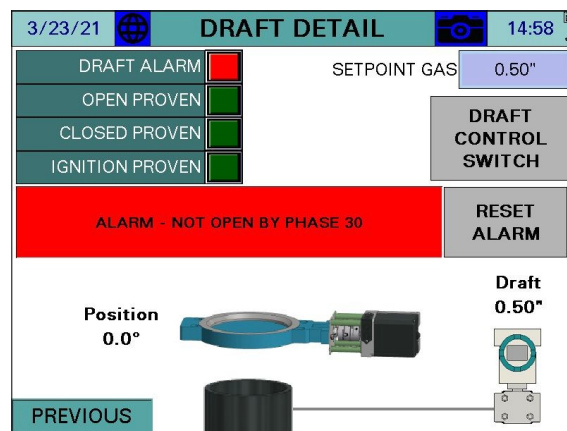 3/23/21
DRAFT DETAIL
14:58
DRAFT ALARM
OPEN PROVEN
CLOSED PROVEN
IGNITION PROVEN
SETPOINT GAS
0.50"
DRAFT
CONTROL
SWITCH
ALARM - NOT OPEN BY PHASE 30
RESET
ALARM
Position
0.0°
Draft
0.50"
PREVIOUS